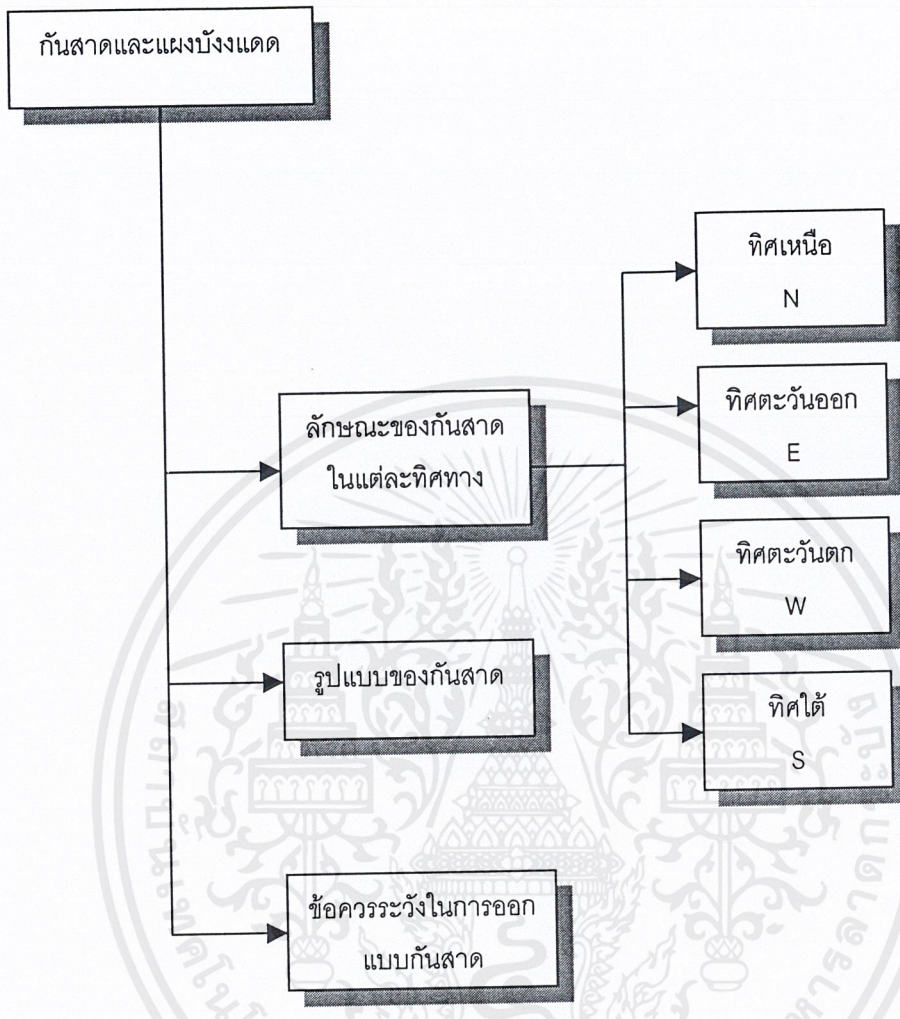 กันสาดและแผงบังงแดด
ทิศเหนือ
N
ลักษณะของกันสาด
ในแต่ละทิศทาง
ทิศตะวันออก
E
ทิศตะวันตก
W
รูปแบบของกันสาด
ทิศใต้
S
ข้อควรระวังในการออก
แบบกันสาด